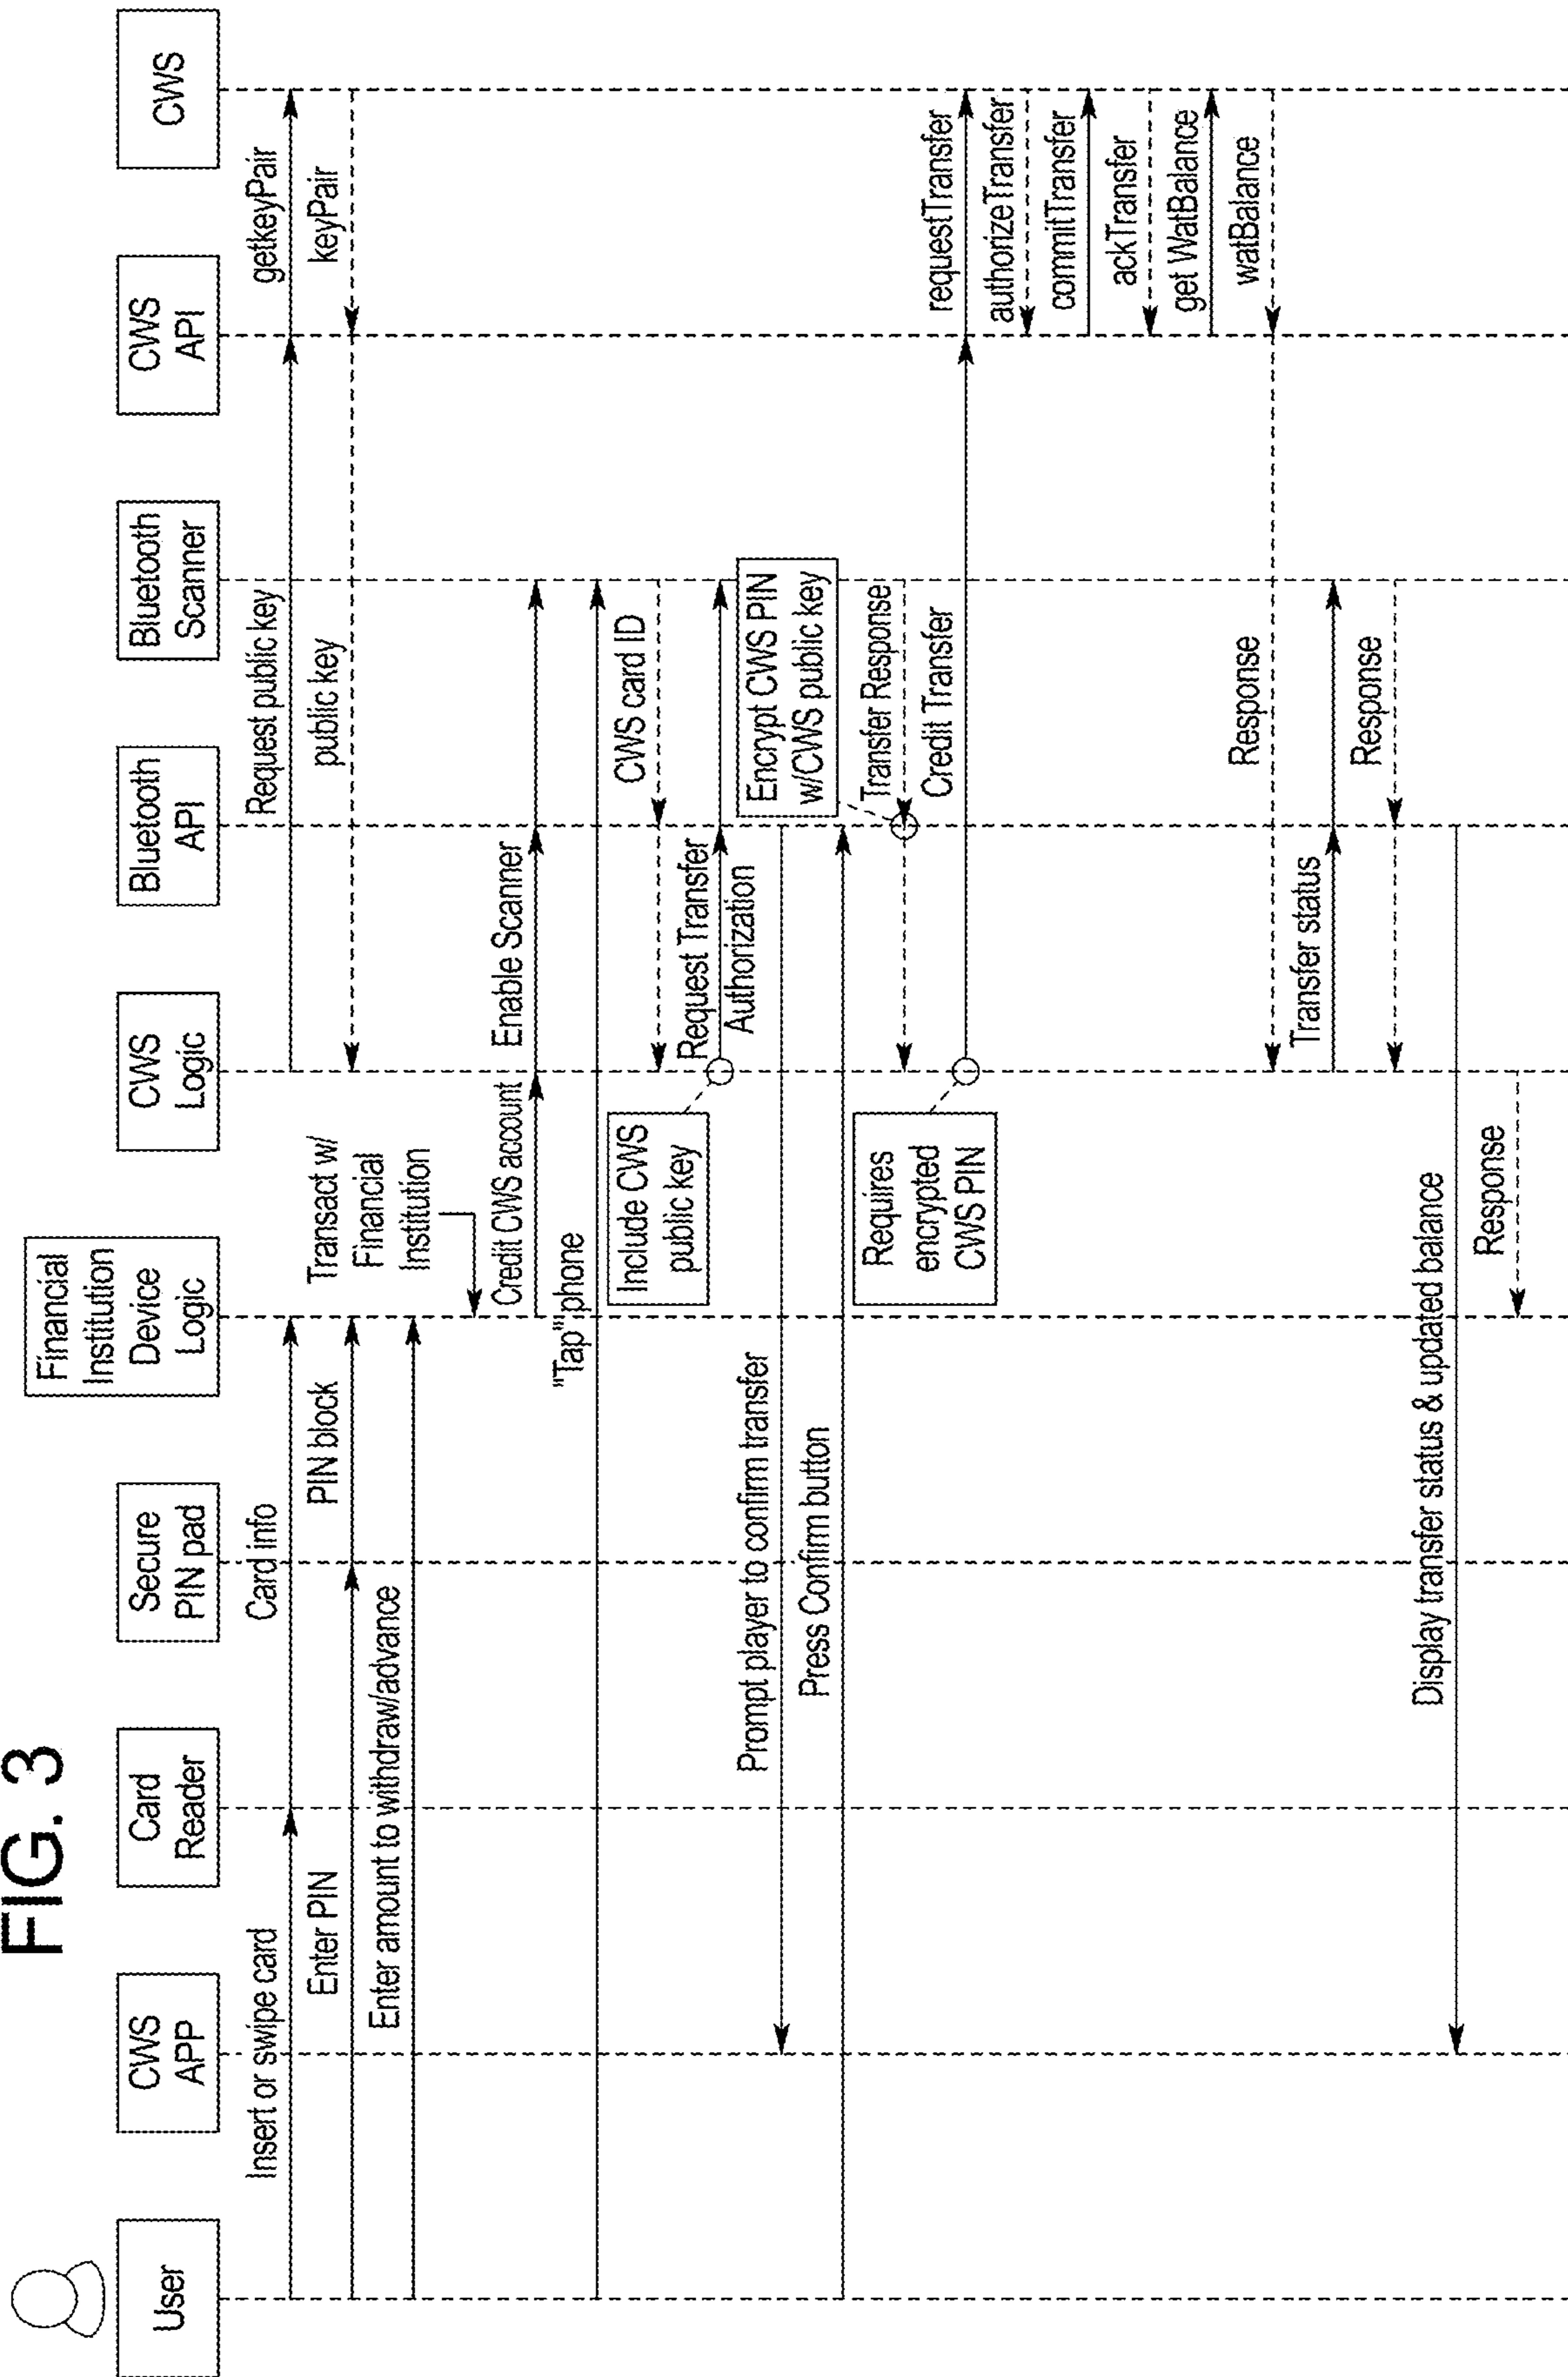 FIG. 3
User
CWS
APP
Card
Reader
Secure
PIN pad
Financial
Institution
Device
Logic
CWS
Logic
Bluetooth
API
Bluetooth
Scanner
CWS
API
CWS
Insert or swipe card
Card info
Request public key
getkeyPair
Enter PIN
PIN block
public key
keyPair
Enter amount to withdraw/advance
Transact w/
Financial
Institution
Credit CWS account
Enable Scanner
"Tap" phone
CWS card ID
Include CWS
public key
Request Transfer
Authorization
Prompt player to confirm transfer
Encrypt CWS PIN
w/CWS public key
Press Confirm button
Transfer Response
Requires
encrypted
CWS PIN
Credit Transfer
requestTransfer
authorizeTransfer
commitTransfer
ackTransfer
get WatBalance
watBalance
Response
Transfer status
Response
Display transfer status & updated balance
Response